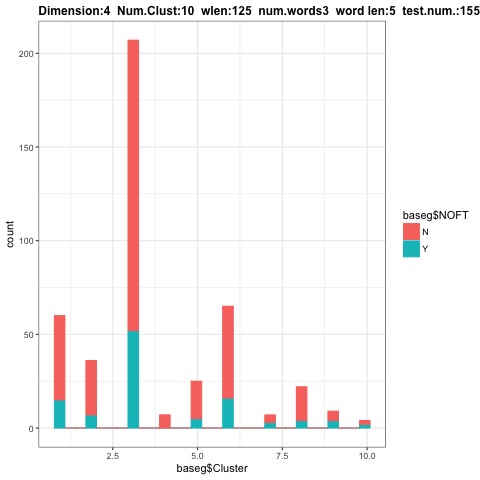 Dimension:4 Num.Clust:10 wlen:125 num.words3 word len:5 test.num.:155
200
150
100
50
0
count
2.5 5.0 7.5 10.0
baseg$Cluster
baseg$NOFT
N
Y